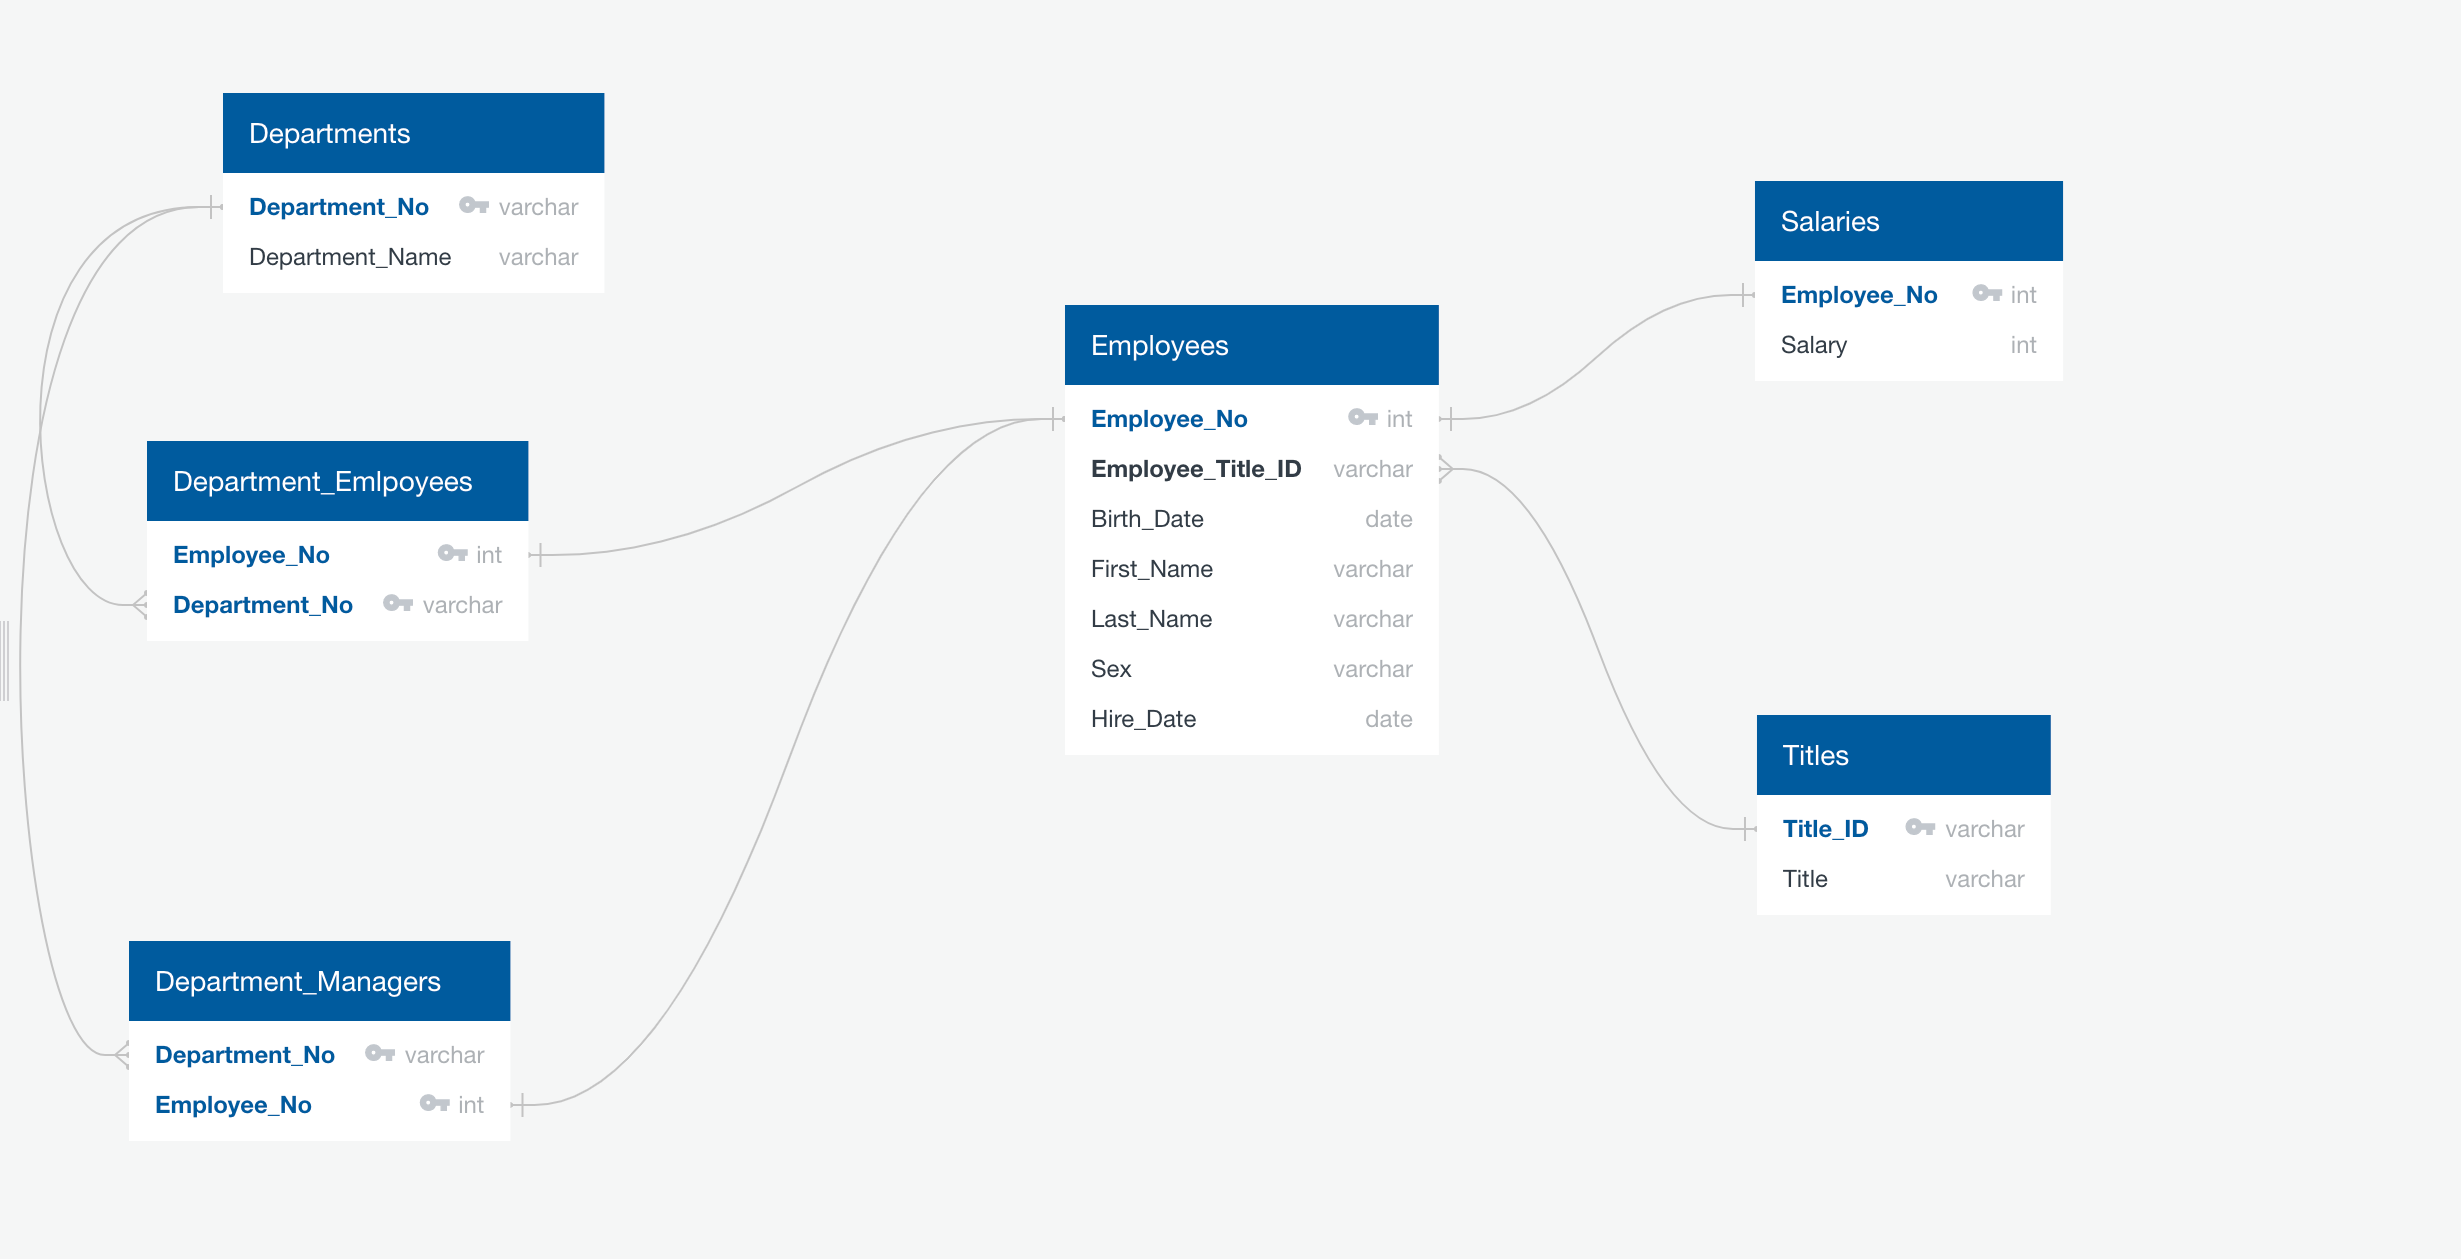 Departments
Department_No varchar
Department_Name varchar
Department_Emlpoyees
Employee_No int
Department_No varchar
Department_Managers
Department_No varchar
Employee_No int
Employees
Employee_No int
Employee_Title_ID varchar
Birth_Date date
First_Name varchar
Last_Name varchar
Sex varchar
Hire_Date date
Salaries
Employee_No int
Salary int
Titles
Title_ID varchar
Title varchar